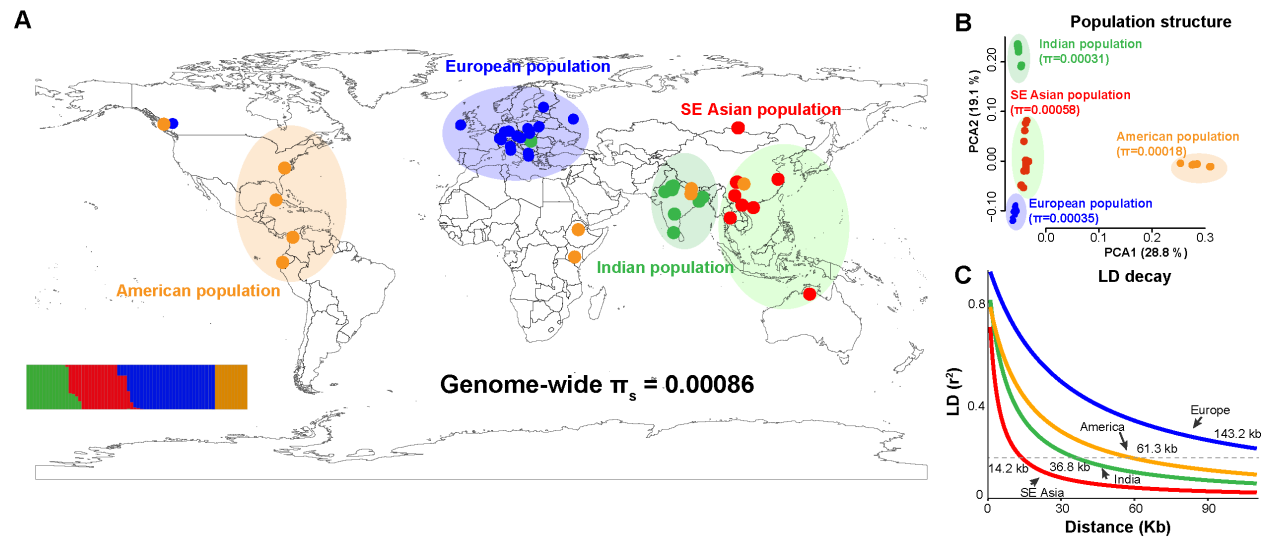 A
European population
SE Asian population
Indian population
American population
Genome-wide πs = 0.00086
B
Population structure
PCA2 (19.1 %)
0.20
0.10
0.00
−0.10
Indian population
(π=0.00031)
SE Asian population
(π=0.00058)
American population
(π=0.00018)
European population
(π=0.00035)
0.0
0.1
0.2
0.3
PCA1 (28.8 %)
C
LD decay
LD (r²)
0.8
0.4
0
Europe
143.2 kb
America
61.3 kb
36.8 kb
14.2 kb
India
SE Asia
0
30
60
90
Distance (Kb)